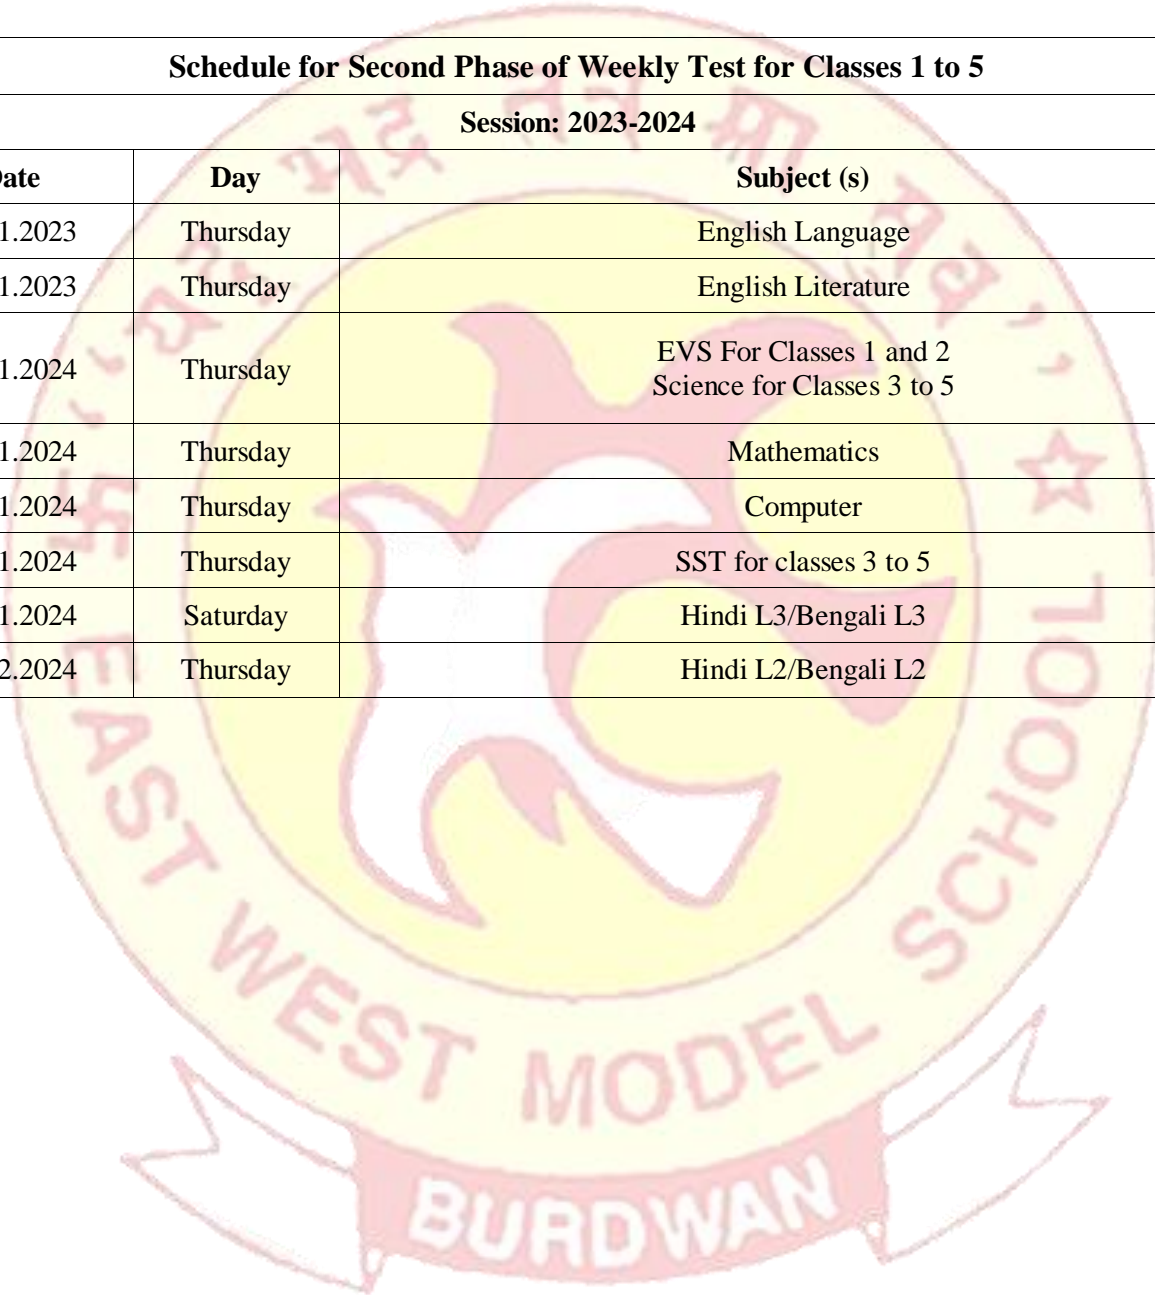 Schedule for Second Phase of Weekly Test for Classes 1 to 5
Session: 2023-2024
ate Day Subject (s)
1.2023 Thursday English Language
1.2023 Thursday English Literature
1.2024 Thursday EVS For Classes 1 and 2
Science for Classes 3 to 5
1.2024 Thursday Mathematics
1.2024 Thursday Computer
1.2024 Thursday SST for classes 3 to 5
1.2024 Saturday Hindi L3/Bengali L3
2.2024 Thursday Hindi L2/Bengali L2
EAST WEST MODEL SCHOOL
BURDWAN